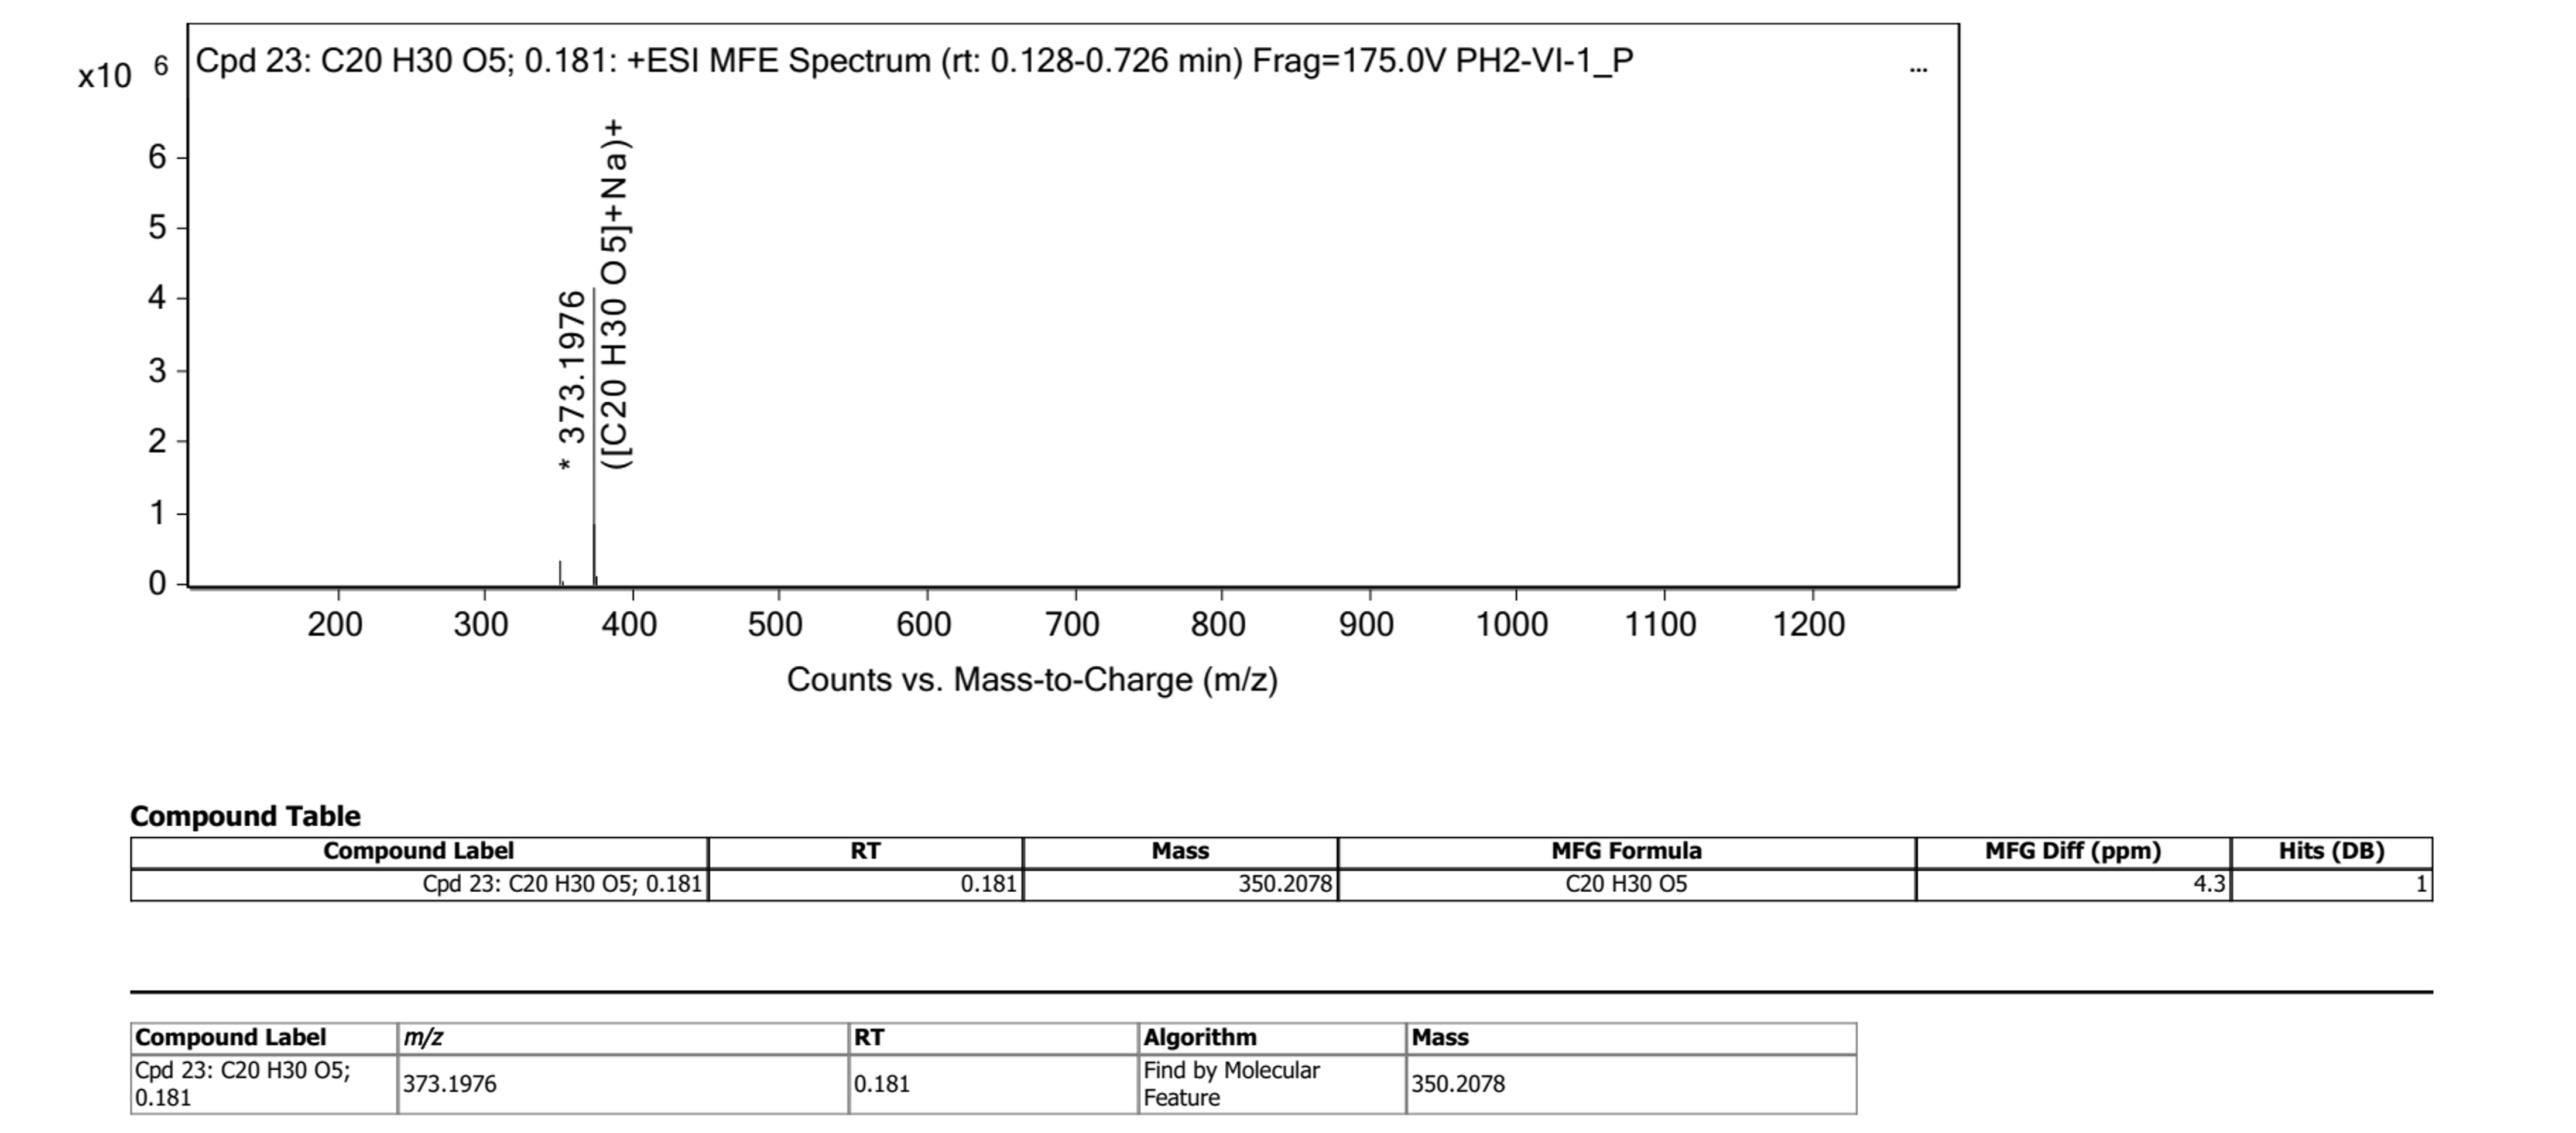 x10 6
Cpd 23: C20 H30 O5; 0.181: +ESI MFE Spectrum (rt: 0.128-0.726 min) Frag=175.0V PH2-VI-1_P ...
6
5
4
3
2
1
0
* 373.1976
([C20 H30 O5]+Na)+
200 300 400 500 600 700 800 900 1000 1100 1200
Counts vs. Mass-to-Charge (m/z)
Compound Table
Compound Label RT Mass MFG Formula MFG Diff (ppm) Hits (DB)
Cpd 23: C20 H30 O5; 0.181 0.181 350.2078 C20 H30 O5 4.3 1
Compound Label m/z RT Algorithm Mass
Cpd 23: C20 H30 O5; 0.181 373.1976 0.181 Find by Molecular Feature 350.2078